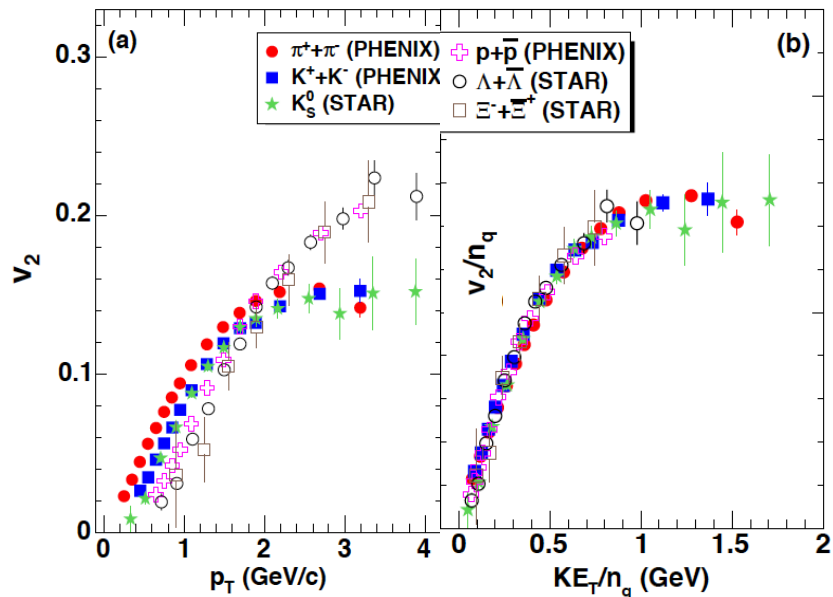 (a)
π⁺+π⁻ (PHENIX)
K⁺+K⁻ (PHENIX)
K⁰S (STAR)
p+p̅ (PHENIX)
Λ+Λ̅ (STAR)
Ξ⁻+Ξ̅⁺ (STAR)
(b)
0.3
0.2
0.1
0
v₂
0 1 2 3 4
p_T (GeV/c)
v₂/n_q
0 0.5 1 1.5 2
KE_T/n_q (GeV)